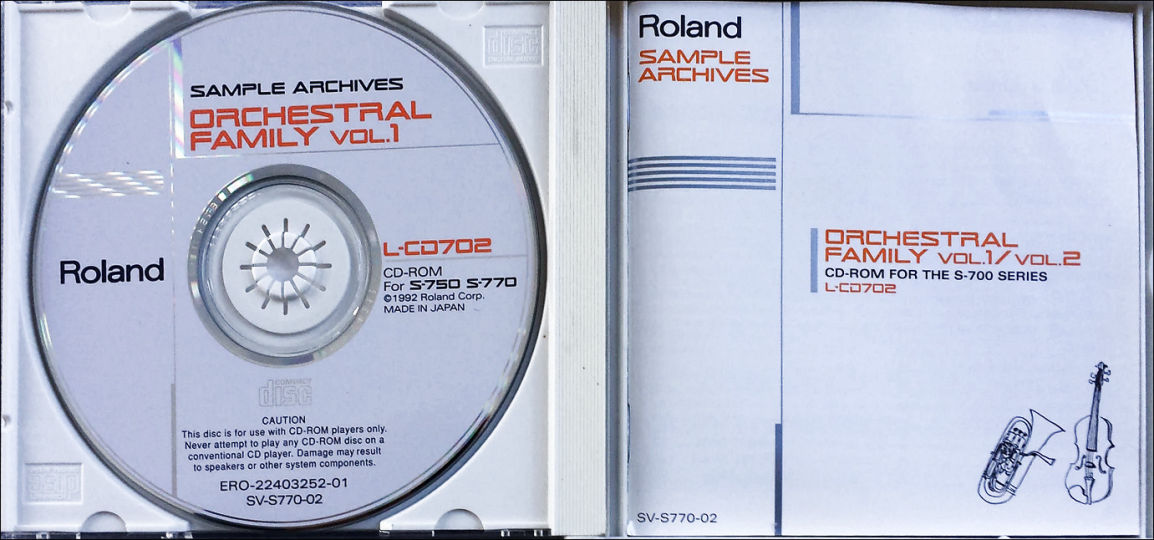 SAMPLE ARCHIVES
ORCHESTRAL
FAMILY VOL.1
Roland
L-CD702
CD-ROM
For S-750 S-770
©1992 Roland Corp.
MADE IN JAPAN
COMPACT
disc
CAUTION
This disc is for use with CD-ROM players only.
Never attempt to play any CD-ROM disc on a
conventional CD player. Damage may result
to speakers or other system components.
ERO-22403252-01
SV-S770-02
disc
Roland
SAMPLE
ARCHIVES
ORCHESTRAL
FAMILY VOL.1/VOL.2
CD-ROM FOR THE S-700 SERIES
L-CD702
SV-S770-02